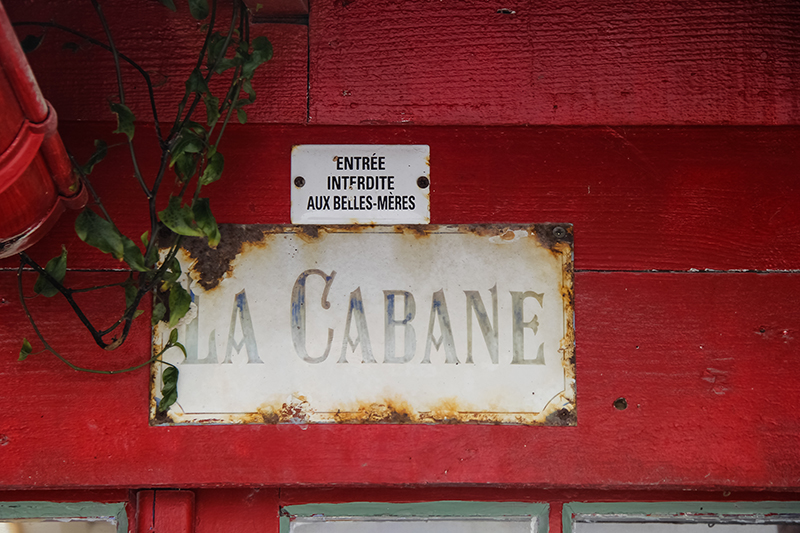 ENTRÉE
INTERDITE
AUX BELLES-MÈRES
LA CABANE